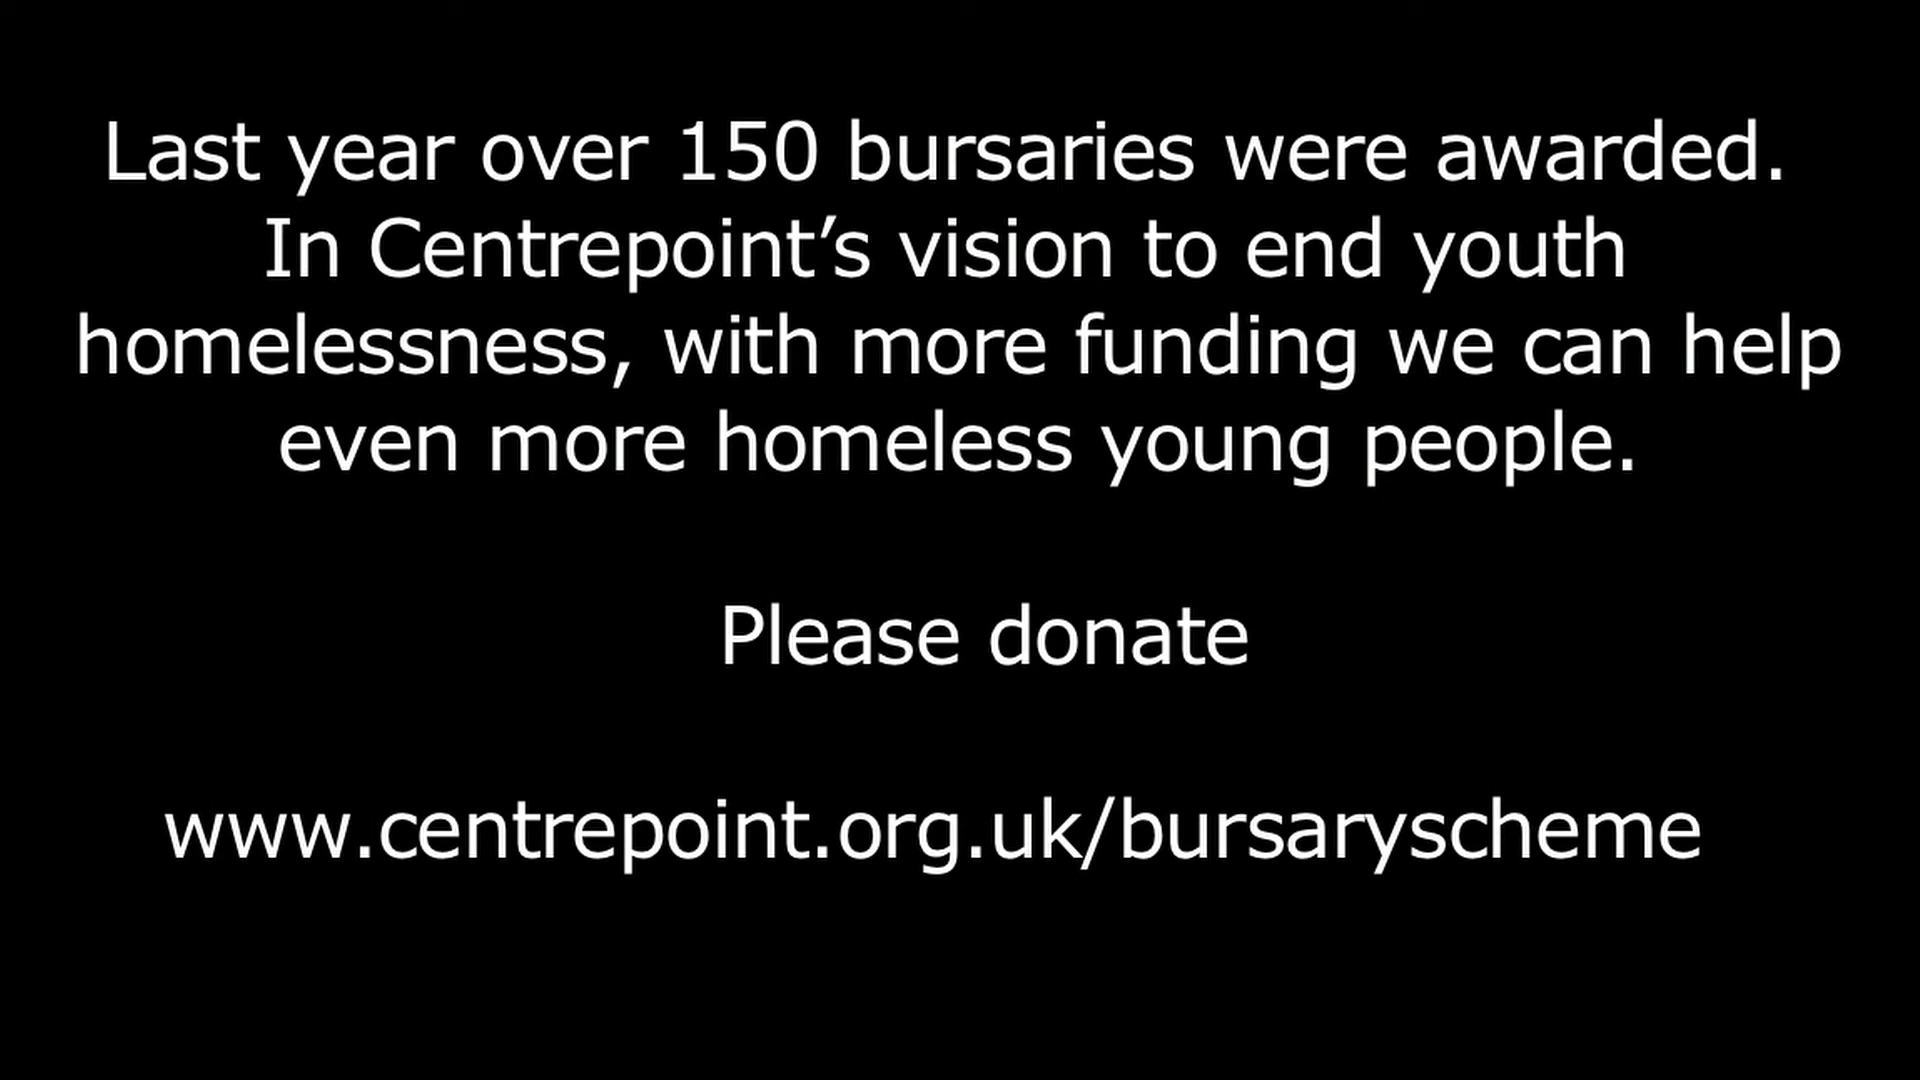 Last year over 150 bursaries were awarded.
In Centrepoint’s vision to end youth
homelessness, with more funding we can help
even more homeless young people.
Please donate
www.centrepoint.org.uk/bursaryscheme